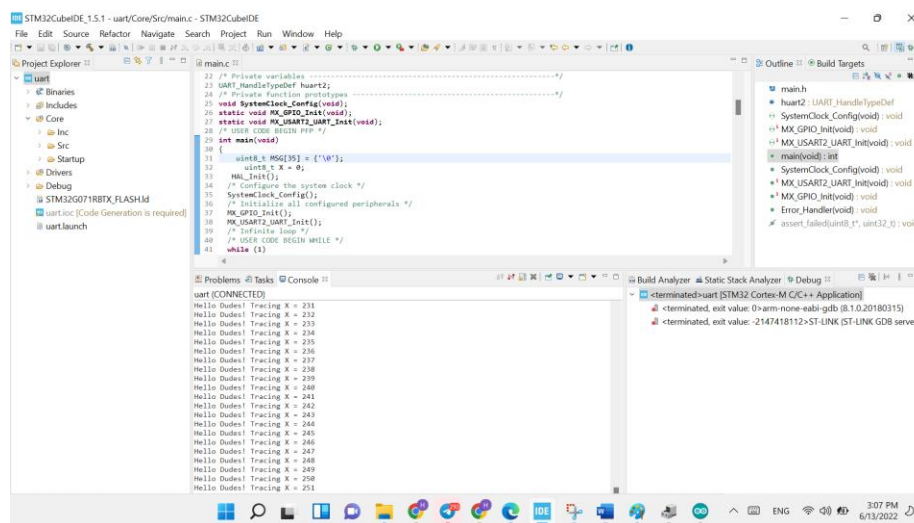 STM32CubeIDE_1.5.1 - uart/Core/Src/main.c - STM32CubeIDE
File Edit Source Refactor Navigate Search Project Run Window Help
Project Explorer
uart
Binaries
Includes
Core
Inc
Src
Startup
Drivers
Debug
STM32G071RBTX_FLASH.ld
uart.ioc [Code Generation is required]
uart.launch
main.c
22 /* Private variables ---------------------------------------------------------*/
23 UART_HandleTypeDef huart2;
24 /* Private function prototypes -----------------------------------------------*/
25 void SystemClock_Config(void);
26 static void MX_GPIO_Init(void);
27 static void MX_USART2_UART_Init(void);
28 /* USER CODE BEGIN PFP */
29 int main(void)
30 {
31 uint8_t MSG[35] = {'\0'};
32 uint8_t X = 0;
33 HAL_Init();
34 /* Configure the system clock */
35 SystemClock_Config();
36 /* Initialize all configured peripherals */
37 MX_GPIO_Init();
38 MX_USART2_UART_Init();
39 /* Infinite loop */
40 /* USER CODE BEGIN WHILE */
41 while (1)
Outline Build Targets
main.h
huart2 : UART_HandleTypeDef
SystemClock_Config(void) : void
MX_GPIO_Init(void) : void
MX_USART2_UART_Init(void) : void
main(void) : int
SystemClock_Config(void) : void
MX_USART2_UART_Init(void) : void
MX_GPIO_Init(void) : void
Error_Handler(void) : void
assert_failed(uint8_t*, uint32_t) : voi
Problems Tasks Console
uart (CONNECTED)
Hello Dudes! Tracing X = 231
Hello Dudes! Tracing X = 232
Hello Dudes! Tracing X = 233
Hello Dudes! Tracing X = 234
Hello Dudes! Tracing X = 235
Hello Dudes! Tracing X = 236
Hello Dudes! Tracing X = 237
Hello Dudes! Tracing X = 238
Hello Dudes! Tracing X = 239
Hello Dudes! Tracing X = 240
Hello Dudes! Tracing X = 241
Hello Dudes! Tracing X = 242
Hello Dudes! Tracing X = 243
Hello Dudes! Tracing X = 244
Hello Dudes! Tracing X = 245
Hello Dudes! Tracing X = 246
Hello Dudes! Tracing X = 247
Hello Dudes! Tracing X = 248
Hello Dudes! Tracing X = 249
Hello Dudes! Tracing X = 250
Hello Dudes! Tracing X = 251
Build Analyzer Static Stack Analyzer Debug
<terminated>uart [STM32 Cortex-M C/C++ Application]
<terminated, exit value: 0>arm-none-eabi-gdb (8.1.0.20180315)
<terminated, exit value: -2147418112>ST-LINK (ST-LINK GDB serve
IDE
ENG
3:07 PM
6/13/2022